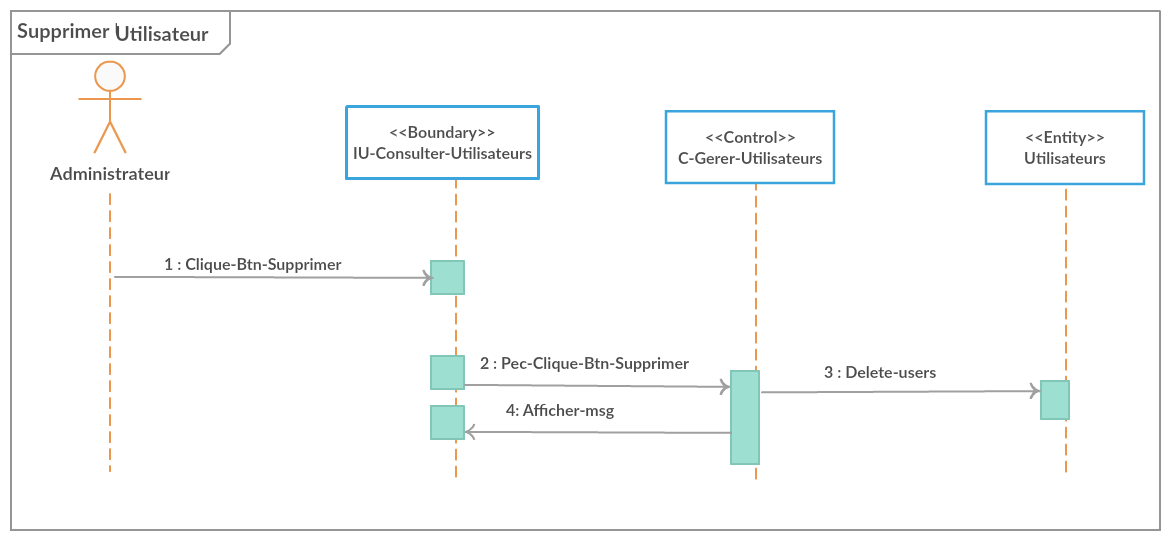 Supprimer Utilisateur
Administrateur
<<Boundary>>
IU-Consulter-Utilisateurs
<<Control>>
C-Gerer-Utilisateurs
<<Entity>>
Utilisateurs
1 : Clique-Btn-Supprimer
2 : Pec-Clique-Btn-Supprimer
3 : Delete-users
4: Afficher-msg